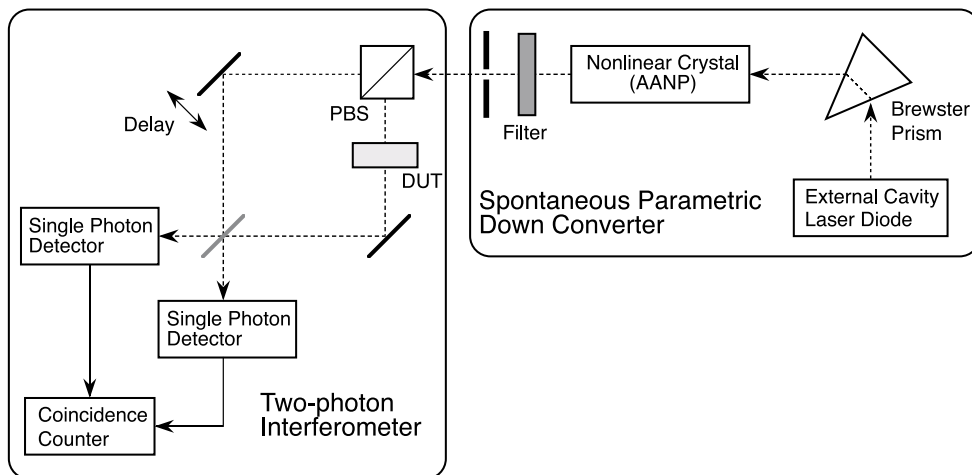 Delay
PBS
DUT
Single Photon
Detector
Single Photon
Detector
Coincidence
Counter
Two-photon
Interferometer
Filter
Nonlinear Crystal
(AANP)
Brewster
Prism
External Cavity
Laser Diode
Spontaneous Parametric
Down Converter